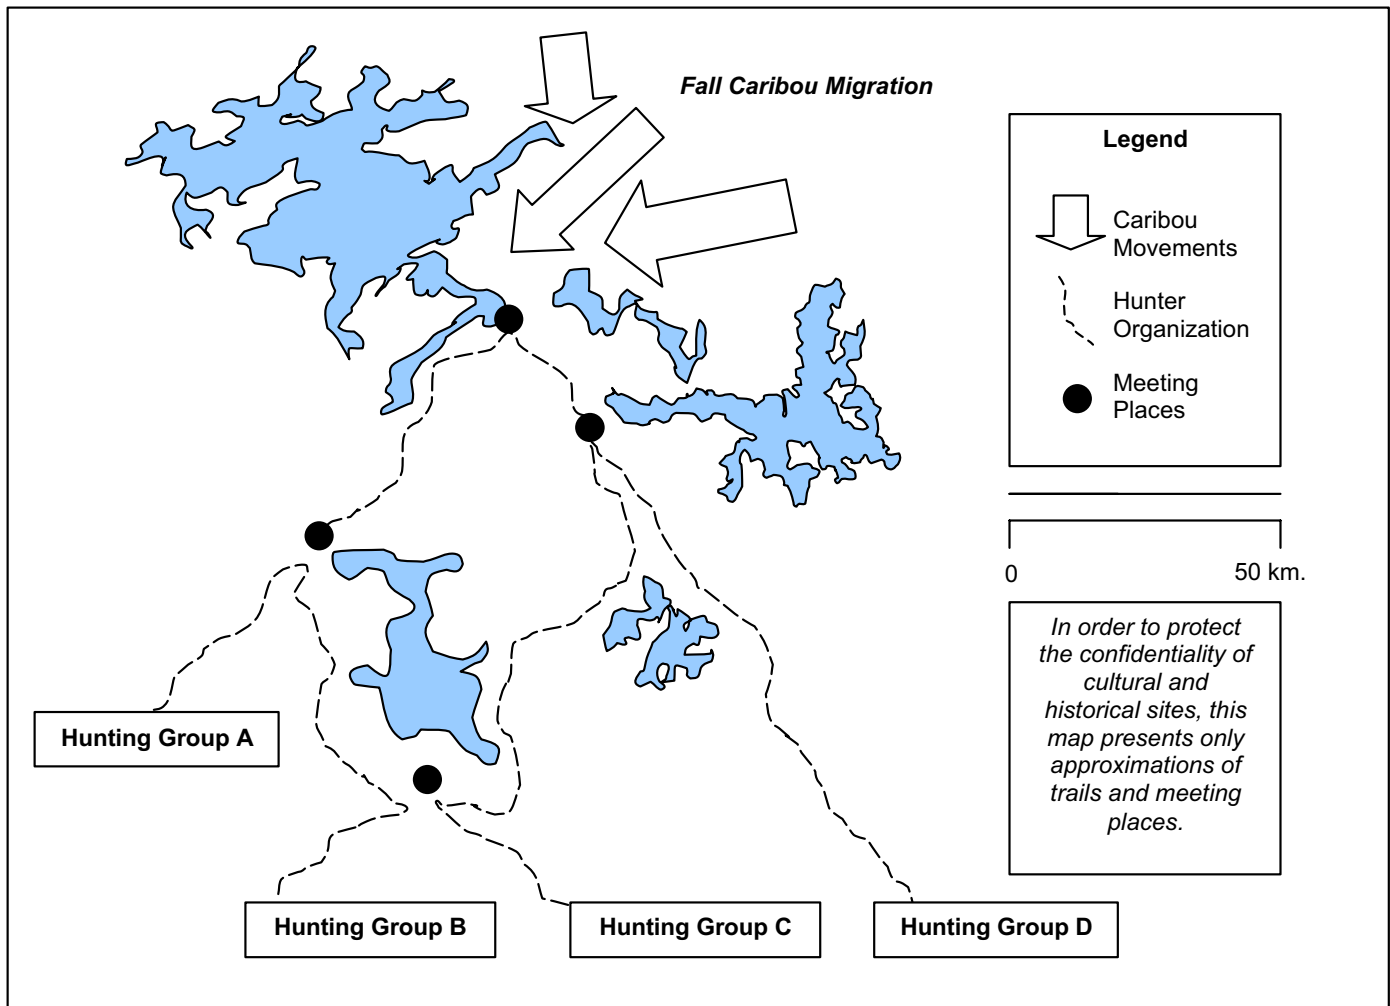 Fall Caribou Migration
Legend
Caribou
Movements
Hunter
Organization
Meeting
Places
0
50 km.
In order to protect
the confidentiality of
cultural and
historical sites, this
map presents only
approximations of
trails and meeting
places.
Hunting Group A
Hunting Group B
Hunting Group C
Hunting Group D